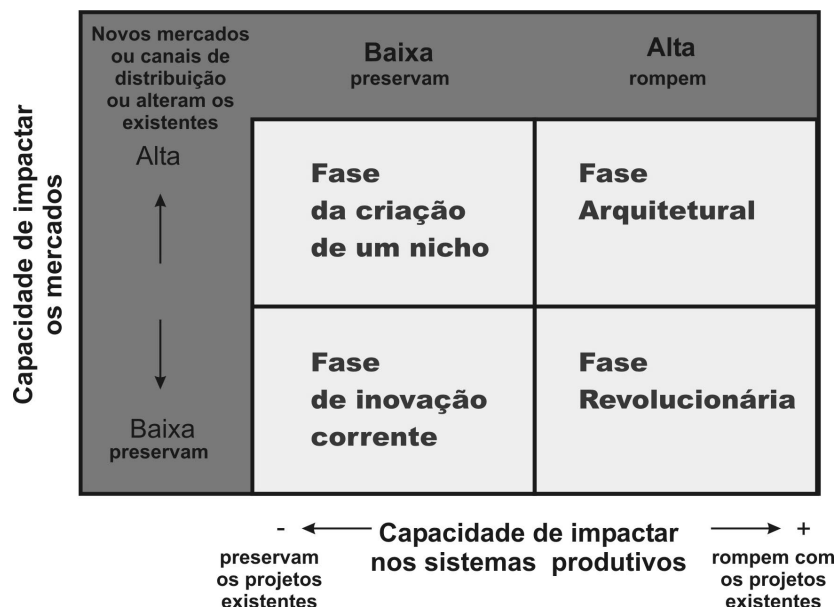 Novos mercados
ou canais de
distribuição
ou alteram os
existentes
Alta
Baixa
preservam
Baixa
preservam
Alta
rompem
Capacidade de impactar
os mercados
Fase
da criação
de um nicho
Fase
Arquitetural
Fase
de inovação
corrente
Fase
Revolucionária
- Capacidade de impactar +
nos sistemas produtivos
preservam
os projetos
existentes
rompem com
os projetos
existentes